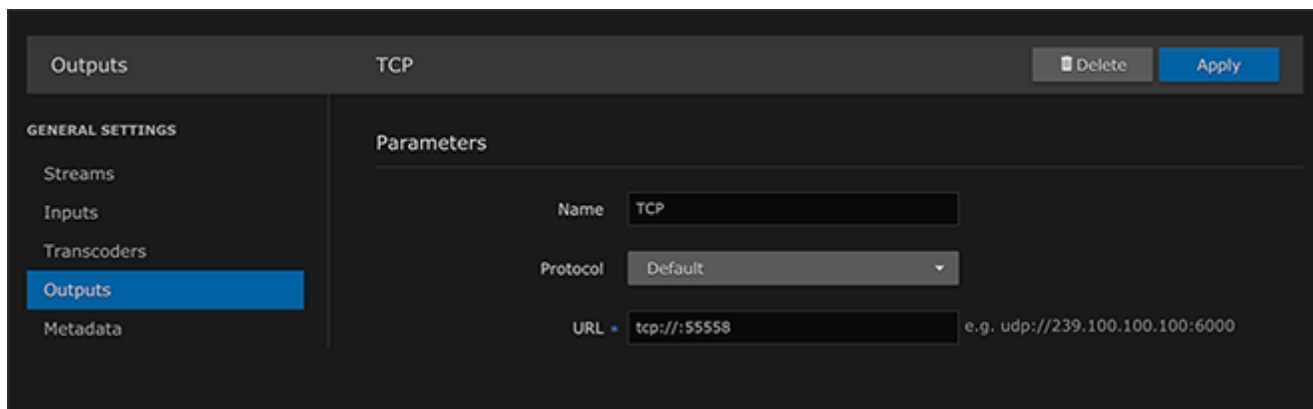 Outputs TCP Delete Apply
GENERAL SETTINGS
Streams
Inputs
Transcoders
Outputs
Metadata
Parameters
Name TCP
Protocol Default
URL * tcp://:55558 e.g. udp://239.100.100.100:6000